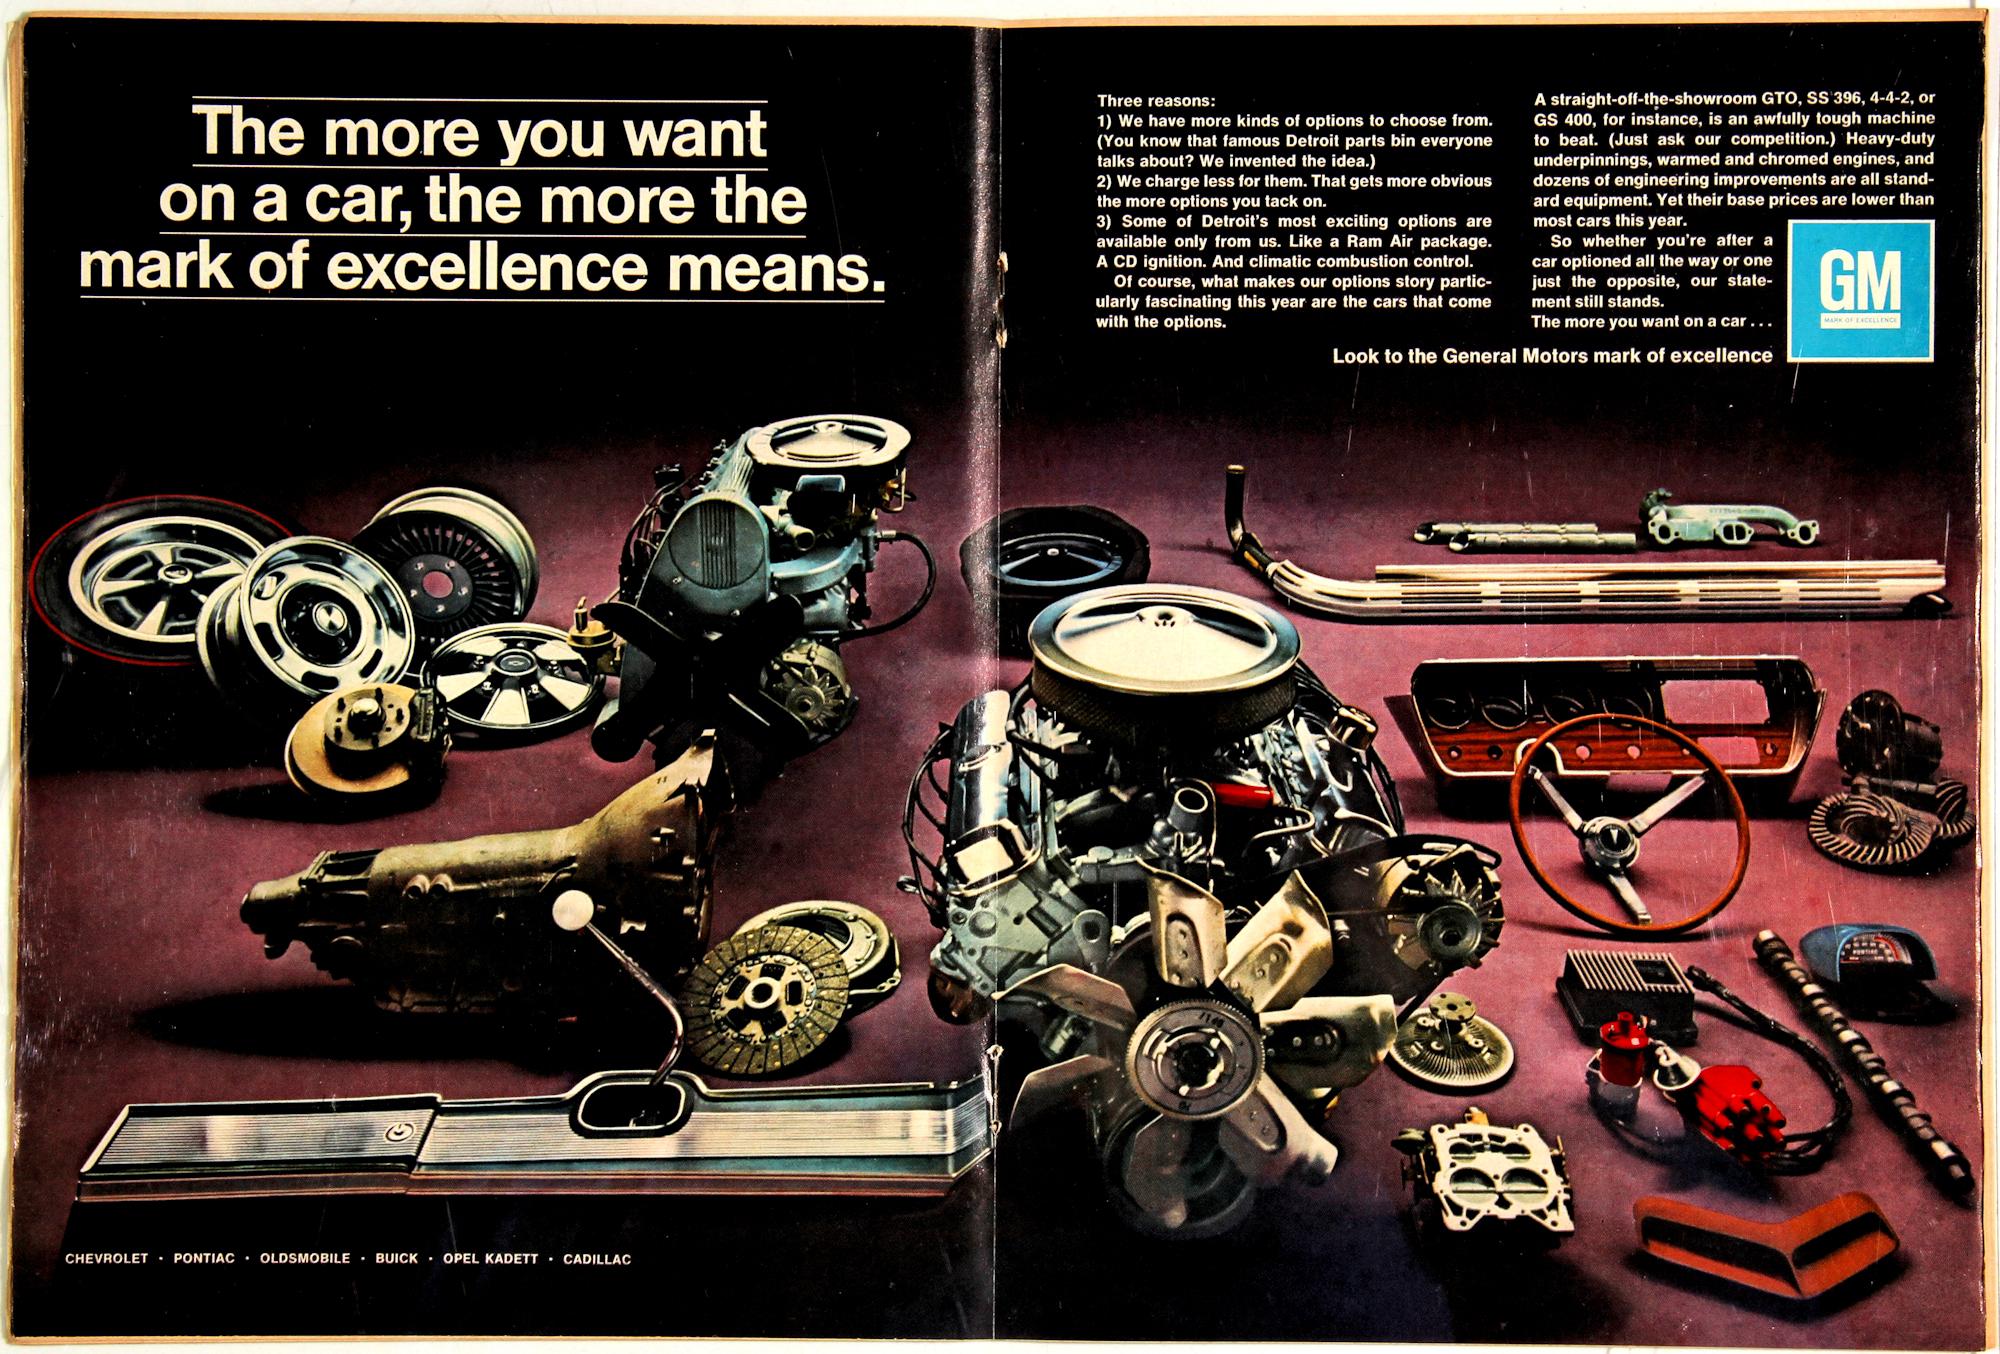 The more you want
on a car, the more the
mark of excellence means.
Three reasons:
1) We have more kinds of options to choose from.
(You know that famous Detroit parts bin everyone
talks about? We invented the idea.)
2) We charge less for them. That gets more obvious
the more options you tack on.
3) Some of Detroit's most exciting options are
available only from us. Like a Ram Air package.
A CD ignition. And climatic combustion control.
Of course, what makes our options story partic-
ularly fascinating this year are the cars that come
with the options.
A straight-off-the-showroom GTO, SS 396, 4-4-2, or
GS 400, for instance, is an awfully tough machine
to beat. (Just ask our competition.) Heavy-duty
underpinnings, warmed and chromed engines, and
dozens of engineering improvements are all stand-
ard equipment. Yet their base prices are lower than
most cars this year.
So whether you're after a
car optioned all the way or one
just the opposite, our state-
ment still stands.
The more you want on a car...
Look to the General Motors mark of excellence
GM
MARK OF EXCELLENCE
PONTIAC
CHEVROLET • PONTIAC • OLDSMOBILE • BUICK • OPEL KADETT • CADILLAC